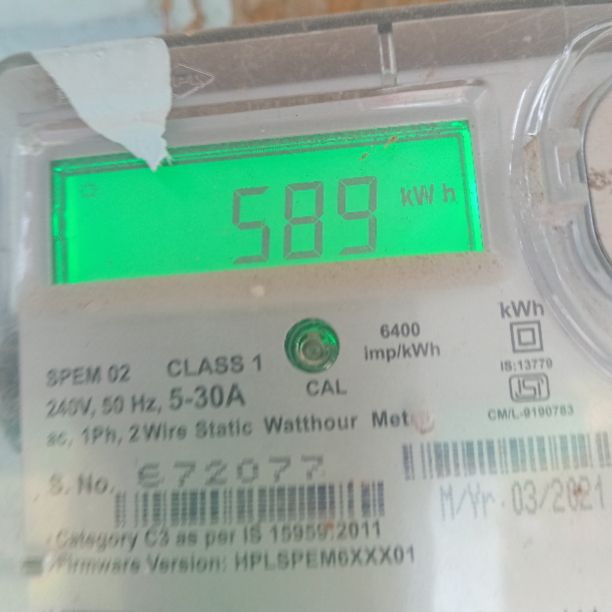 589 kWh
kWh
6400
imp/kWh
IS:13779
SPEM 02 CLASS 1
CAL
CM/L-9190783
240V, 50 Hz, 5-30A
ac, 1Ph, 2Wire Static Watthour
S. No. 672077
M/Yr. 03/2021
Category C3 as per IS 15959:2011
Firmware Version: HPLSPEM6XXX01